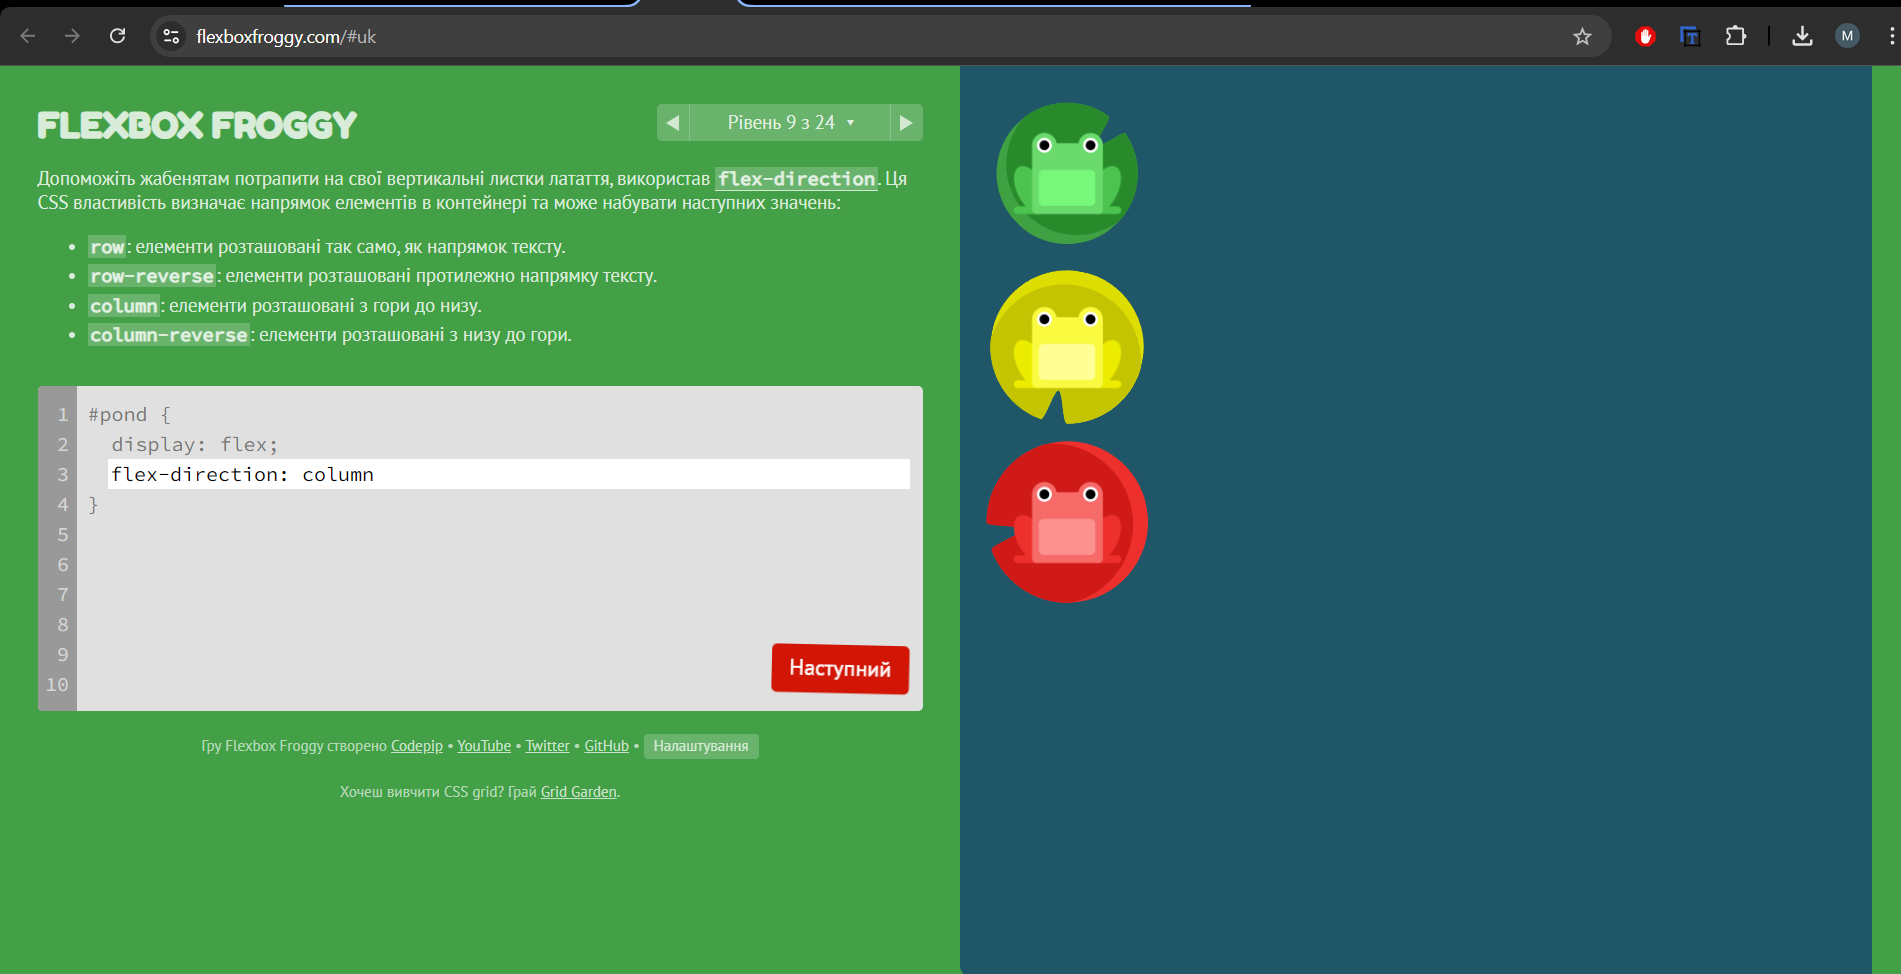 flexboxfroggy.com/#uk
M
FLEXBOX FROGGY
Рівень 9 з 24
Допоможіть жабенятам потрапити на свої вертикальні листки латаття, використав flex-direction. Ця
CSS властивість визначає напрямок елементів в контейнері та може набувати наступних значень:
• row: елементи розташовані так само, як напрямок тексту.
• row-reverse: елементи розташовані протилежно напрямку тексту.
• column: елементи розташовані з гори до низу.
• column-reverse: елементи розташовані з низу до гори.
1 #pond {
2 display: flex;
3 flex-direction: column
4 }
5
6
7
8
9
10
Наступний
Гру Flexbox Froggy створено Codepip • YouTube • Twitter • GitHub • Налаштування
Хочеш вивчити CSS grid? Грай Grid Garden.